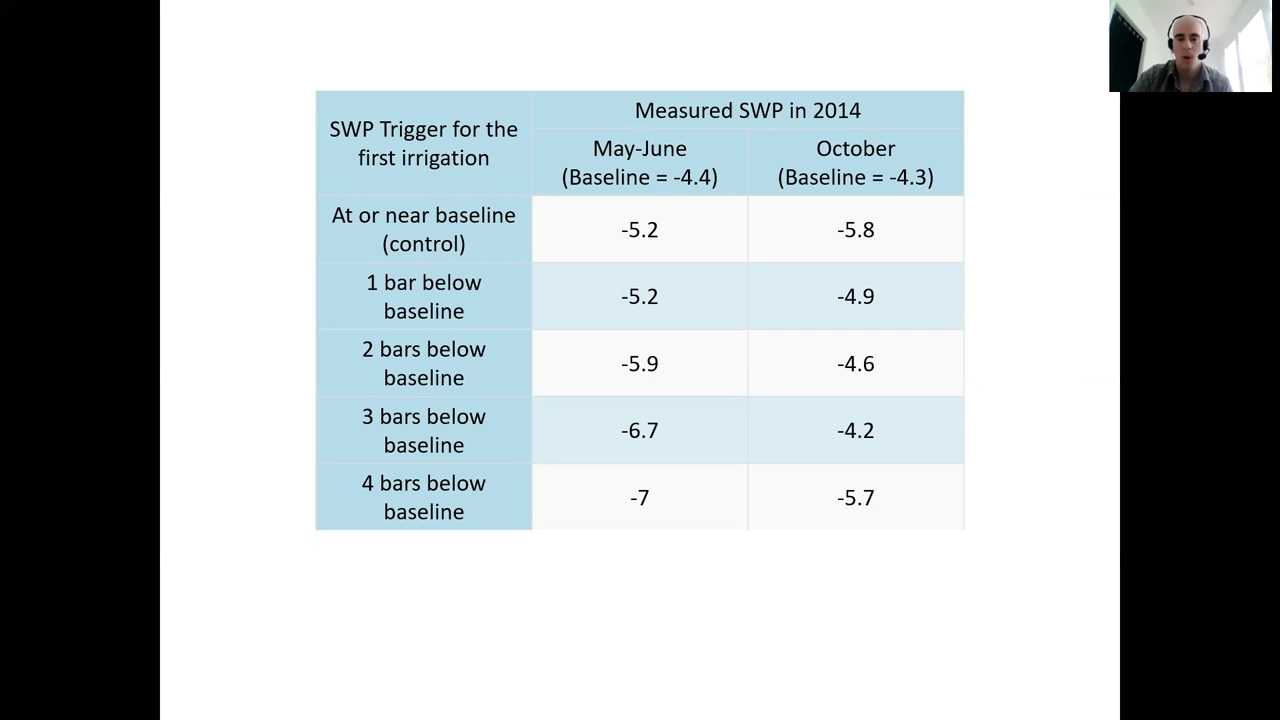 SWP Trigger for the
first irrigation
Measured SWP in 2014
May-June
(Baseline = -4.4)
October
(Baseline = -4.3)
At or near baseline
(control)
-5.2
-5.8
1 bar below
baseline
-5.2
-4.9
2 bars below
baseline
-5.9
-4.6
3 bars below
baseline
-6.7
-4.2
4 bars below
baseline
-7
-5.7